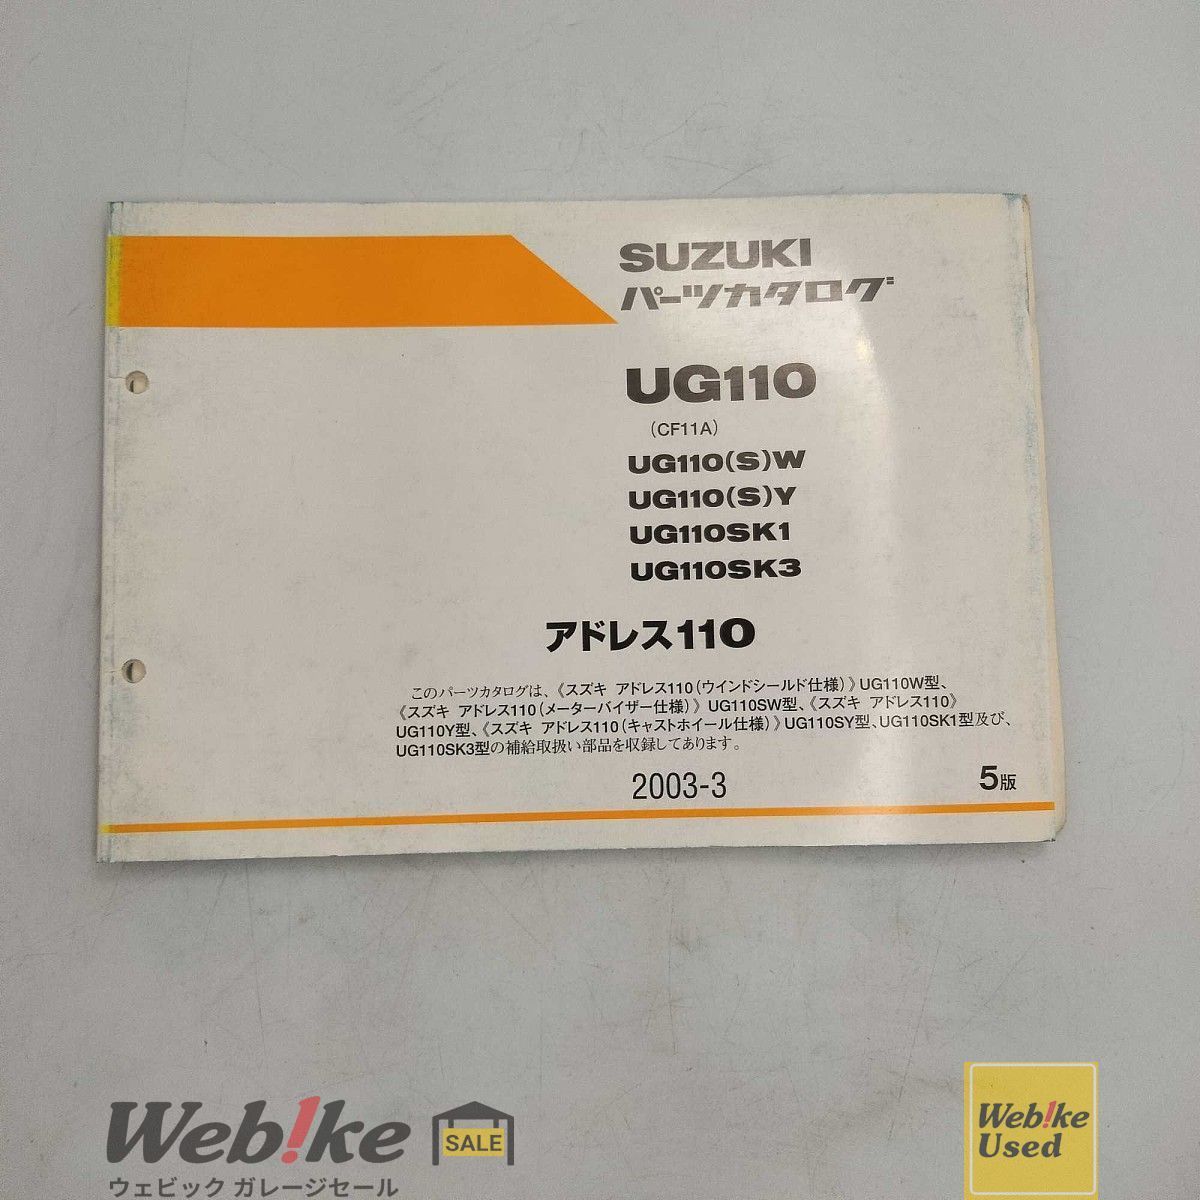 SUZUKI
パーツカタログ
UG110
(CF11A)
UG110(S)W
UG110(S)Y
UG110SK1
UG110SK3
アドレス110
このパーツカタログは、《スズキ アドレス110(ウインドシールド仕様)》UG110W型、
《スズキ アドレス110(メーターバイザー仕様)》UG110SW型、《スズキ アドレス110》
UG110Y型、《スズキ アドレス110(キャストホイール仕様)》UG110SY型、UG110SK1型及び、
UG110SK3型の補給取扱い部品を収録してあります。
2003-3
5版
Web!ke
SALE
ウェビック ガレージセール
Web!ke
Used